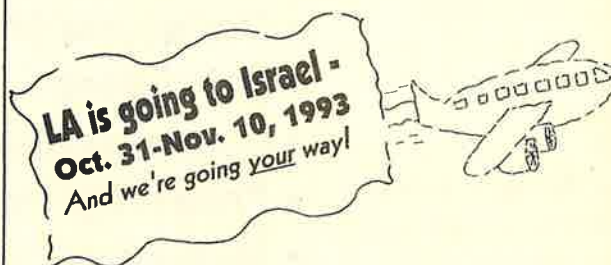 LA is going to Israel -
Oct. 31-Nov. 10, 1993
And we're going your way!